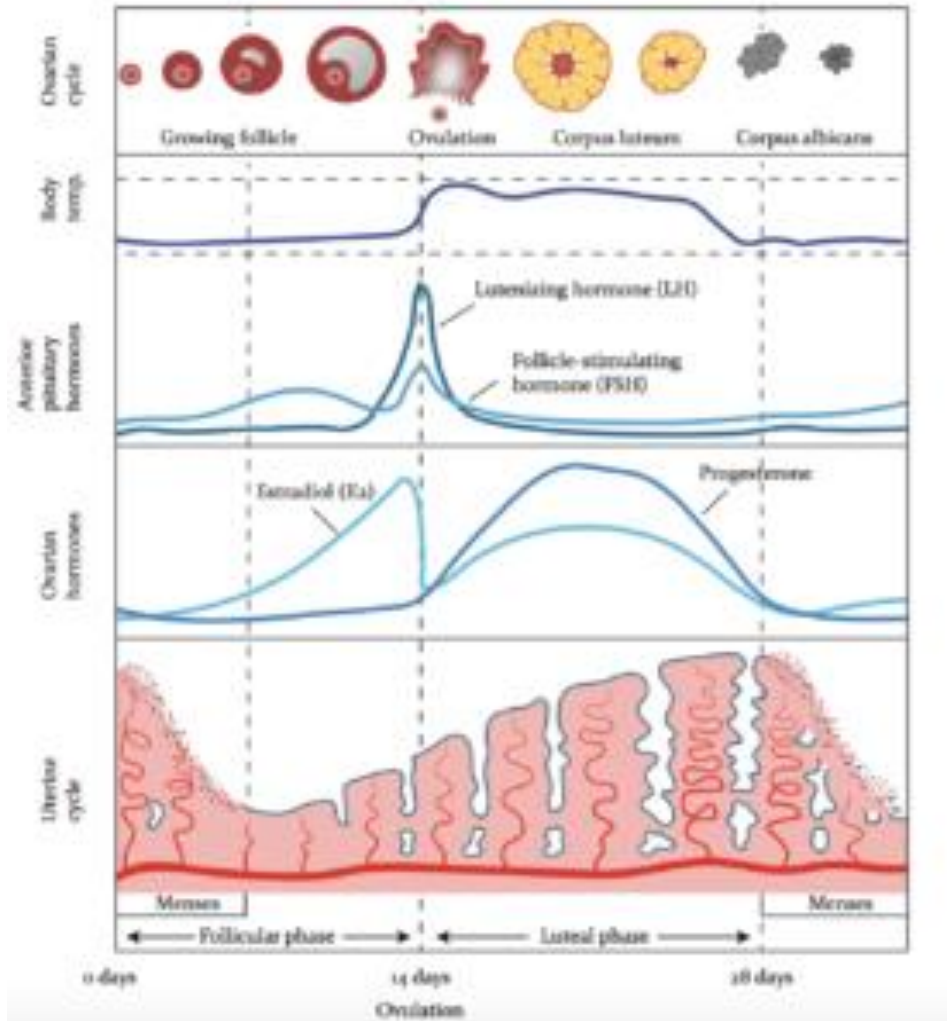 Ovarian
cycle
Growing follicle
Ovulation
Corpus luteum
Corpus albicans
Body
temp.
Anterior
pituitary
hormones
Luteinizing hormone (LH)
Follicle-stimulating
hormone (FSH)
Ovarian
hormones
Estradiol (E2)
Progesterone
Uterine
cycle
Menses
Menses
Follicular phase
Luteal phase
0 days
14 days
28 days
Ovulation